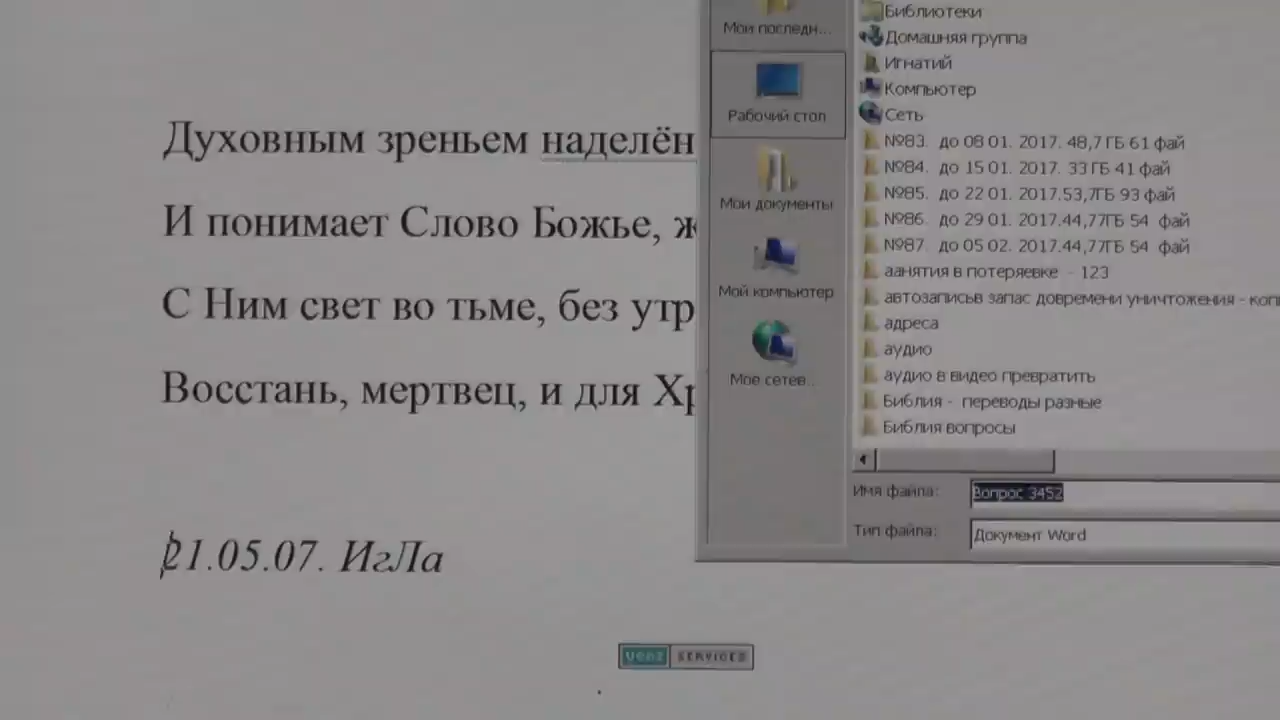 Духовным зреньем наделён
И понимает Слово Божье, ж
С Ним свет во тьме, без утр
Восстань, мертвец, и для Хр
21.05.07. ИгЛа
SERVICES
Мои последн...
Рабочий стол
Мои документы
Мой компьютер
Мое сетев...
Библиотеки
Домашняя группа
Игнатий
Компьютер
Сеть
№83. до 08 01. 2017. 48,7ГБ 61 фай
№84. до 15 01. 2017. 33 ГБ 41 фай
№85. до 22 01. 2017.53,7ГБ 93 фай
№86. до 29 01. 2017.44,77ГБ 54 фай
№87. до 05 02. 2017.44,77ГБ 54 фай
аанятия в потеряевке - 123
автозаписьв запас довремени уничтожения - коп
адреса
аудио
аудио в видео превратить
Библия - переводы разные
Библия вопросы
Имя файла: Вопрос 3452
Тип файла: Документ Word